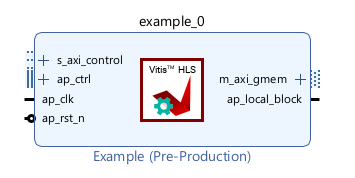 example_0
s_axi_control
ap_ctrl
ap_clk
ap_rst_n
Vitis™ HLS
m_axi_gmem
ap_local_block
Example (Pre-Production)